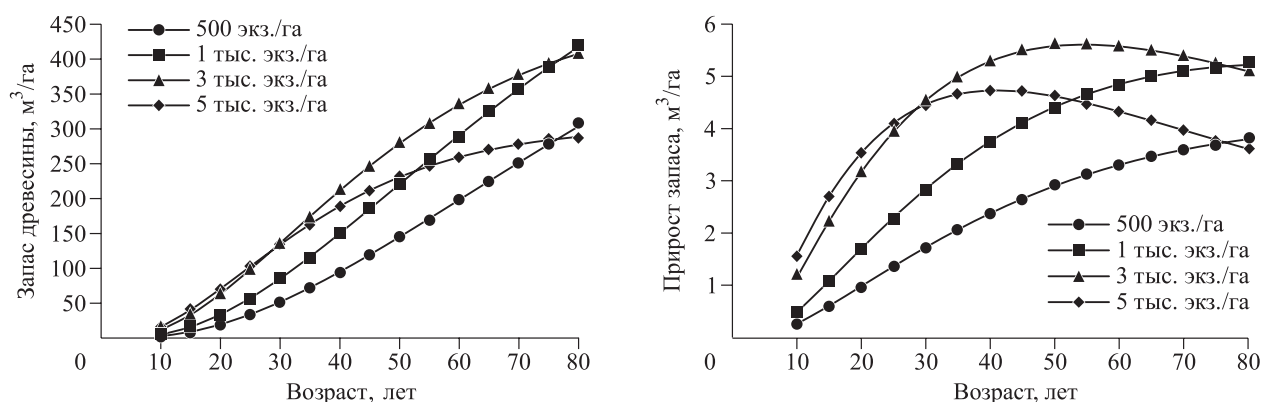 Запас древесины, м³/га
450
400
350
300
250
200
150
100
50
0
500 экз./га
1 тыс. экз./га
3 тыс. экз./га
5 тыс. экз./га
10 20 30 40 50 60 70 80
Возраст, лет
Прирост запаса, м³/га
6
5
4
3
2
1
0
500 экз./га
1 тыс. экз./га
3 тыс. экз./га
5 тыс. экз./га
10 20 30 40 50 60 70 80
Возраст, лет